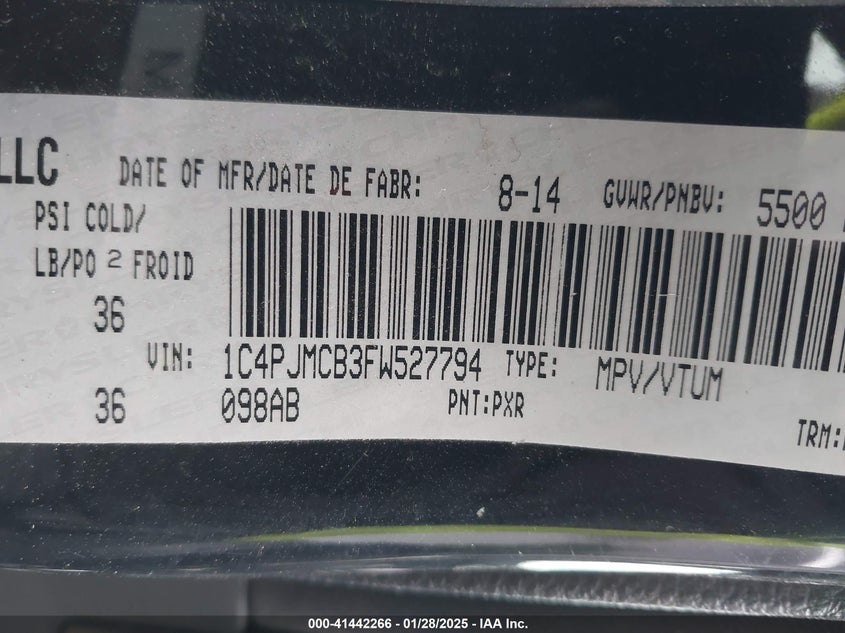 LLC DATE OF MFR/DATE DE FABR: 8-14 GVWR/PNBV: 5500
PSI COLD/
LB/PO 2 FROID
36
VIN: 1C4PJMCB3FW527794 TYPE: MPV/VTUM
36 098AB PNT:PXR TRM:
000-41442266 - 01/28/2025 - IAA Inc.